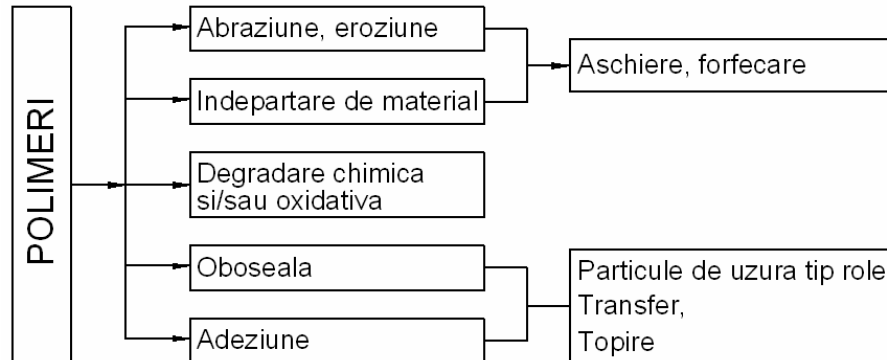 POLIMERI
Abraziune, eroziune
Indepartare de material
Aschiere, forfecare
Degradare chimica
si/sau oxidativa
Oboseala
Adeziune
Particule de uzura tip role
Transfer,
Topire